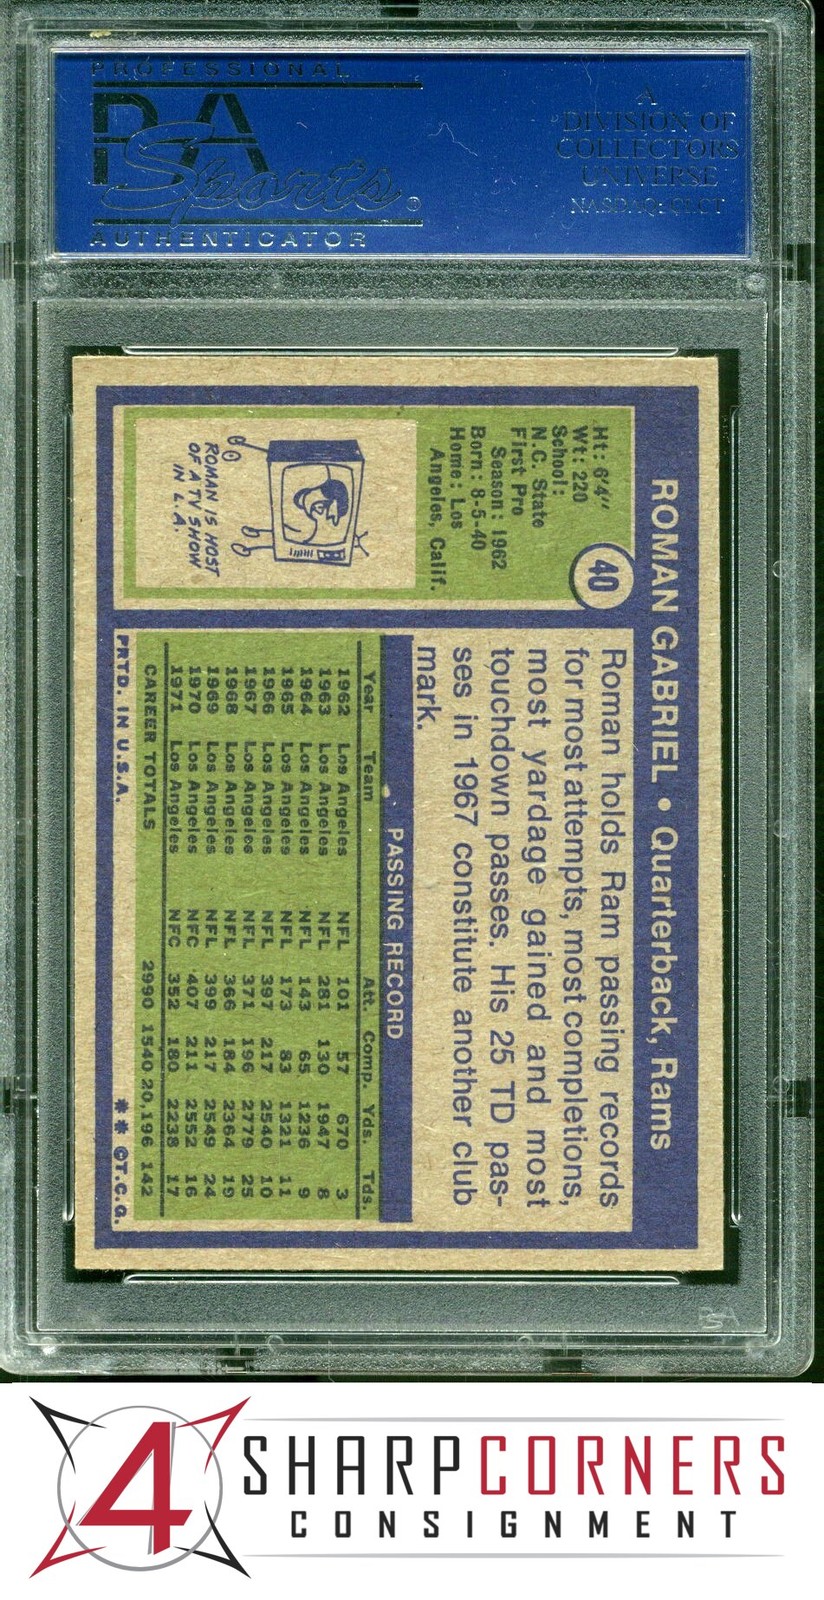 PROFESSIONAL
PSA
Sports®
AUTHENTICATOR
A
DIVISION OF
COLLECTORS
UNIVERSE
NASDAQ: CLCT
ROMAN GABRIEL • Quarterback, Rams
40
Ht: 6'4"
Wt: 220
School:
N.C. State
First Pro
Season: 1962
Born: 8-5-40
Home: Los
Angeles, Calif.
ROMAN IS HOST
OF A TV SHOW
IN L.A.
Roman holds Ram passing records
for most attempts, most completions,
most yardage gained and most
touchdown passes. His 25 TD pas-
ses in 1967 constitute another club
mark.
PASSING RECORD
Year Team Att. Comp. Yds. Tds.
1962 Los Angeles NFL 101 57 670 3
1963 Los Angeles NFL 281 130 1947 8
1964 Los Angeles NFL 143 65 1236 9
1965 Los Angeles NFL 173 83 1321 11
1966 Los Angeles NFL 397 217 2540 10
1967 Los Angeles NFL 371 196 2779 25
1968 Los Angeles NFL 366 184 2364 19
1969 Los Angeles NFL 399 217 2549 24
1970 Los Angeles NFC 407 211 2552 16
1971 Los Angeles NFC 352 180 2238 17
CAREER TOTALS 2990 1540 20,196 142
PRTD. IN U.S.A. ** ©T.C.G.
PSA
4 SHARPCORNERS
CONSIGNMENT